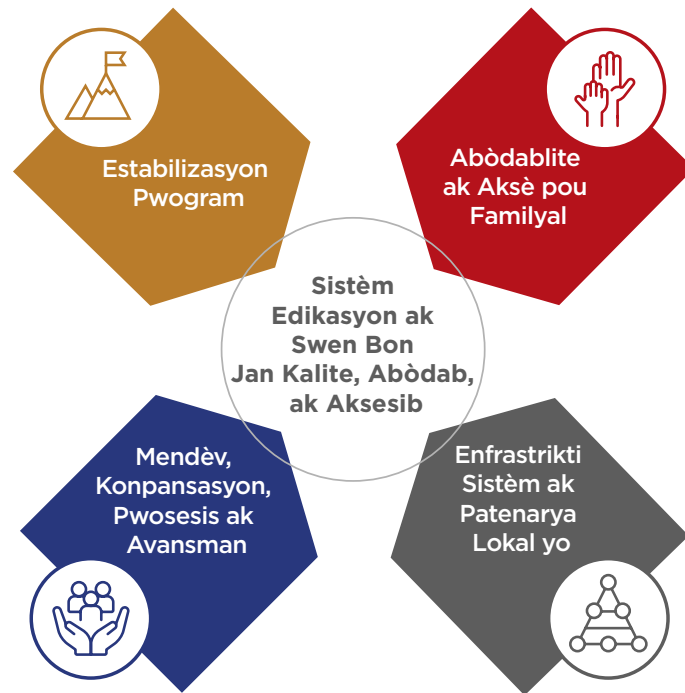 Estabilizasyon
Pwogram
Abòdablite
ak Aksè pou
Familyal
Sistèm
Edikasyon ak
Swen Bon
Jan Kalite, Abòdab,
ak Aksesib
Mendèv,
Konpansasyon,
Pwosesis ak
Avansman
Enfrastrikti
Sistèm ak
Patenarya
Lokal yo